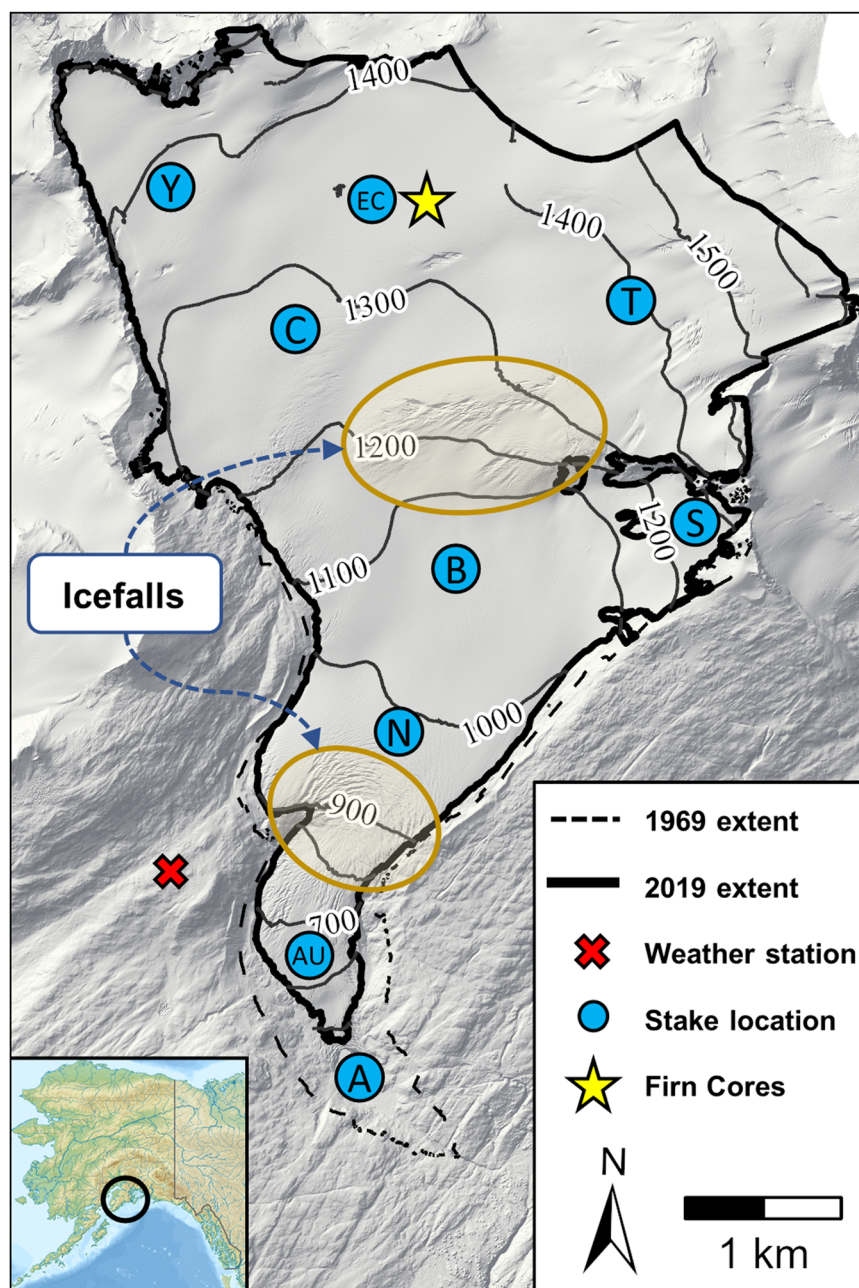 1400
Y
EC
1400
1500
1300
T
C
1200
S
1200
1100
B
Icefalls
N
1000
900
700
AU
A
1969 extent
2019 extent
Weather station
Stake location
Firn Cores
N
1 km